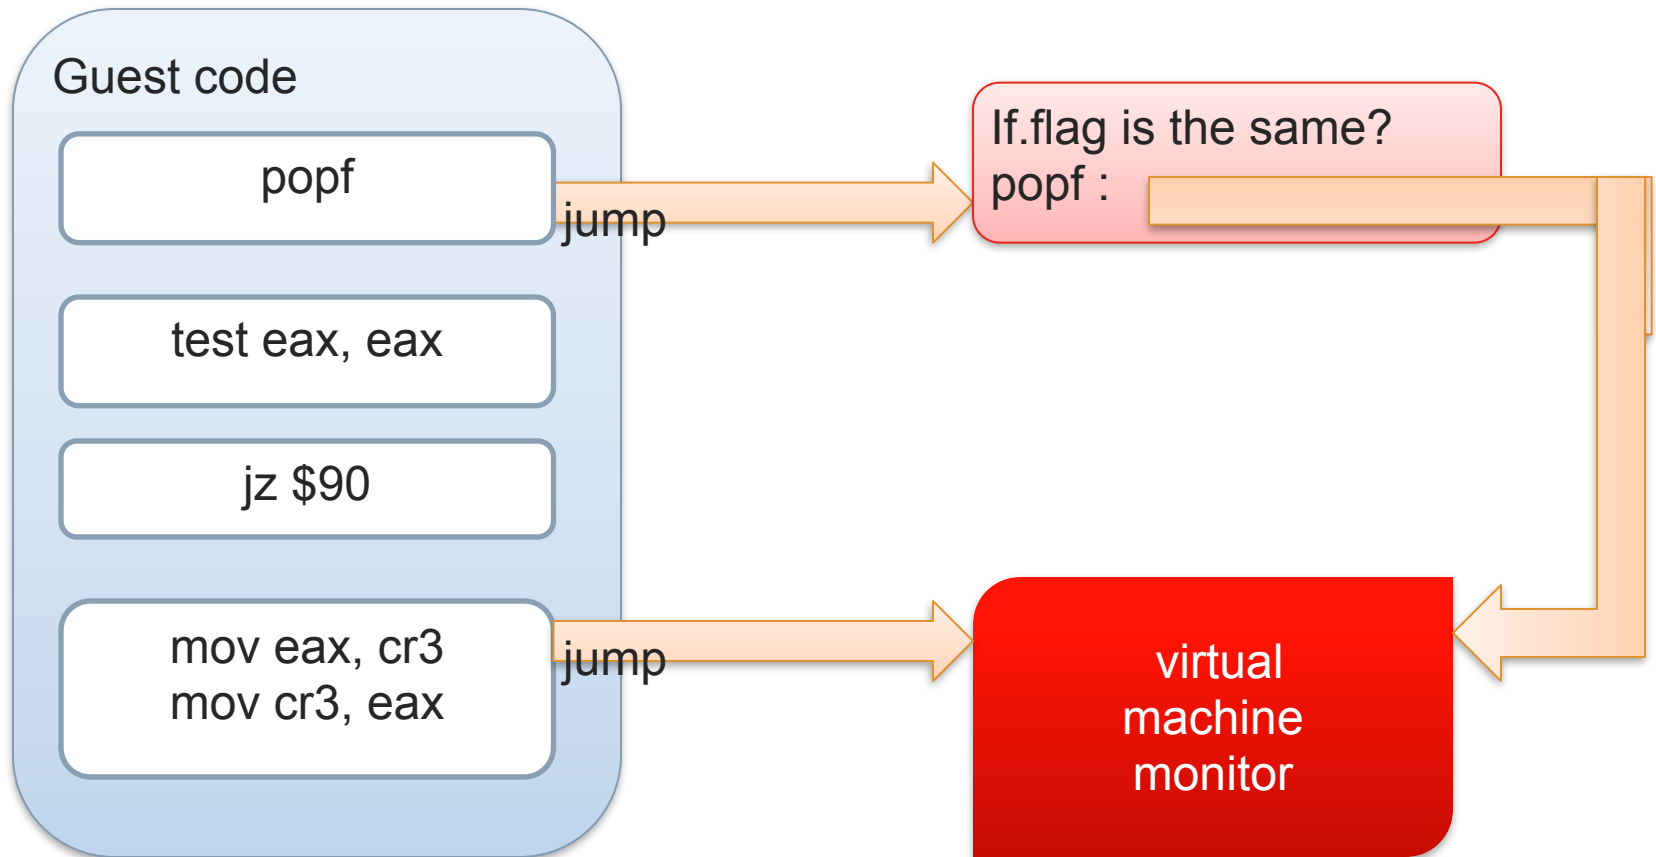 Guest code
popf
jump
If.flag is the same?
popf :
test eax, eax
jz $90
mov eax, cr3
mov cr3, eax
jump
virtual
machine
monitor